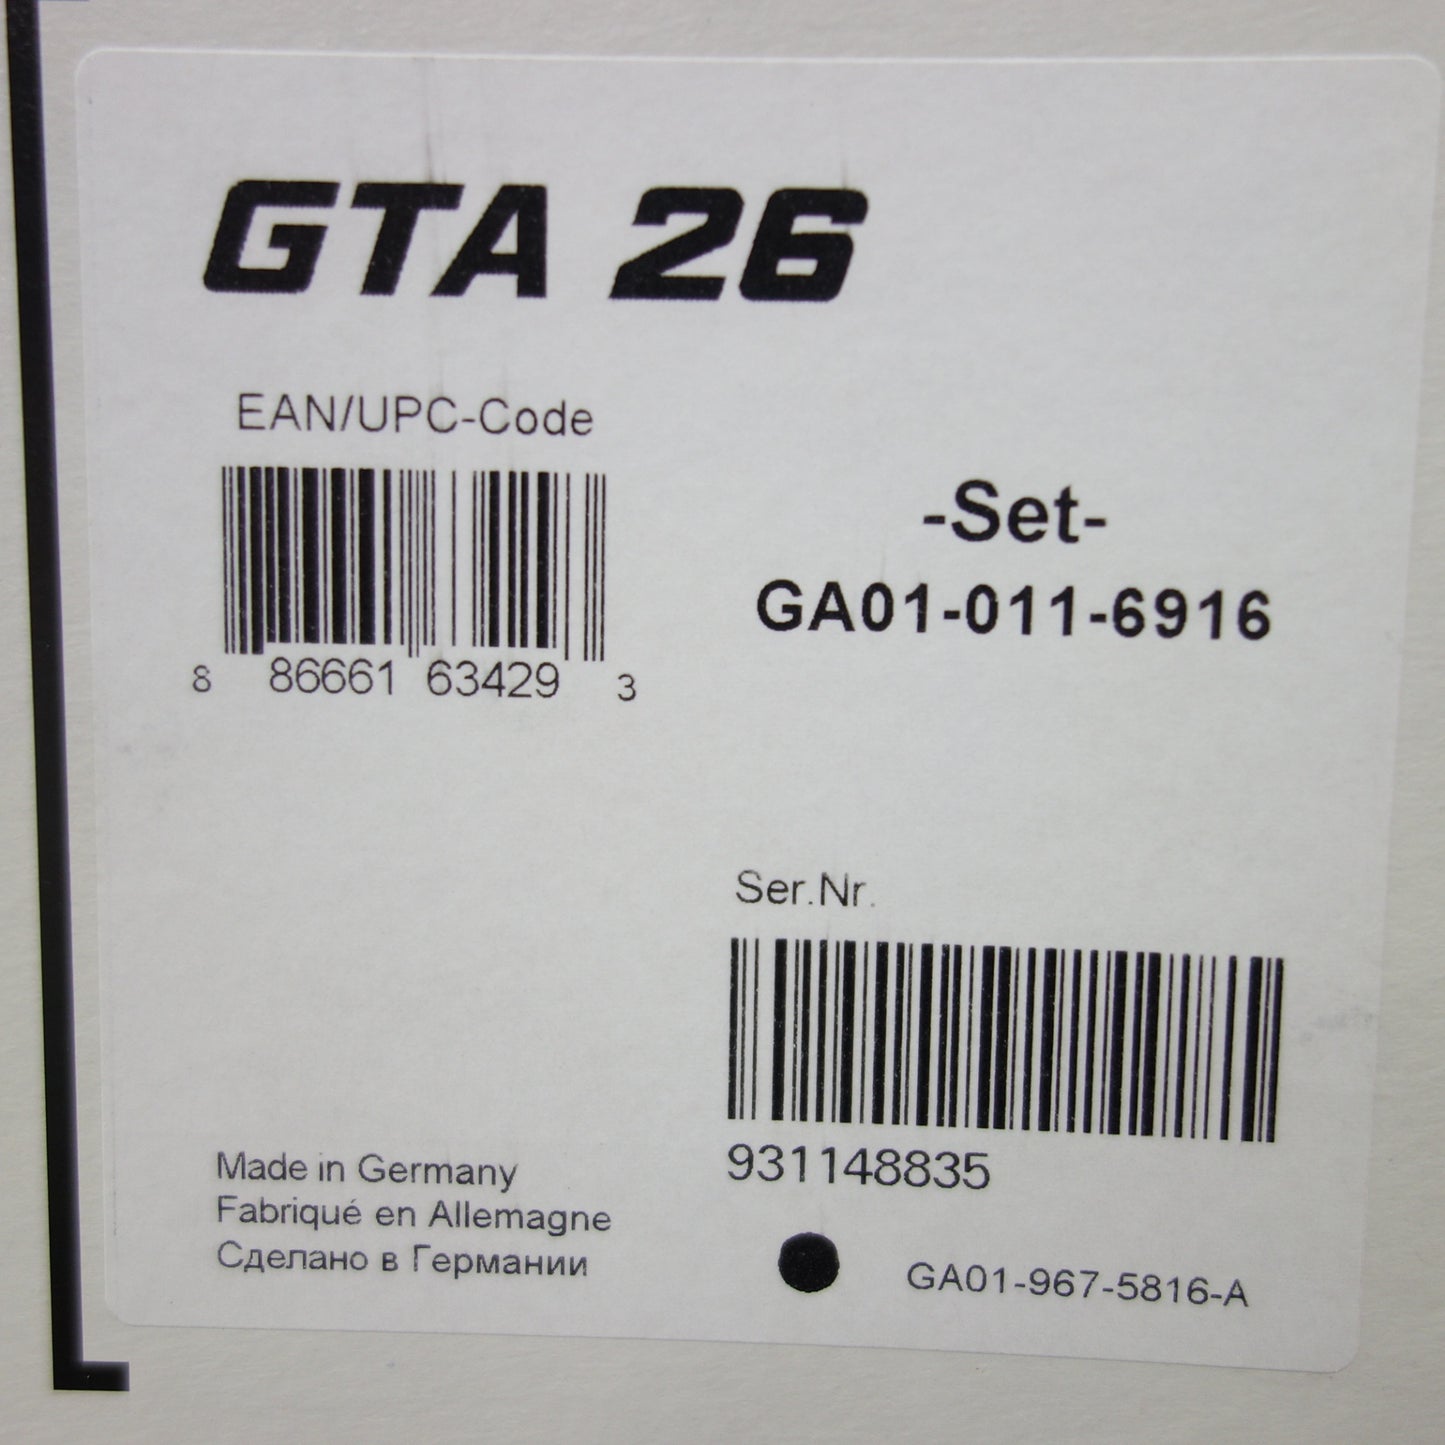 GTA 26
EAN/UPC-Code
8 86661 63429 3
-Set-
GA01-011-6916
Ser.Nr.
931148835
Made in Germany
Fabriqué en Allemagne
Сделано в Германии
GA01-967-5816-A